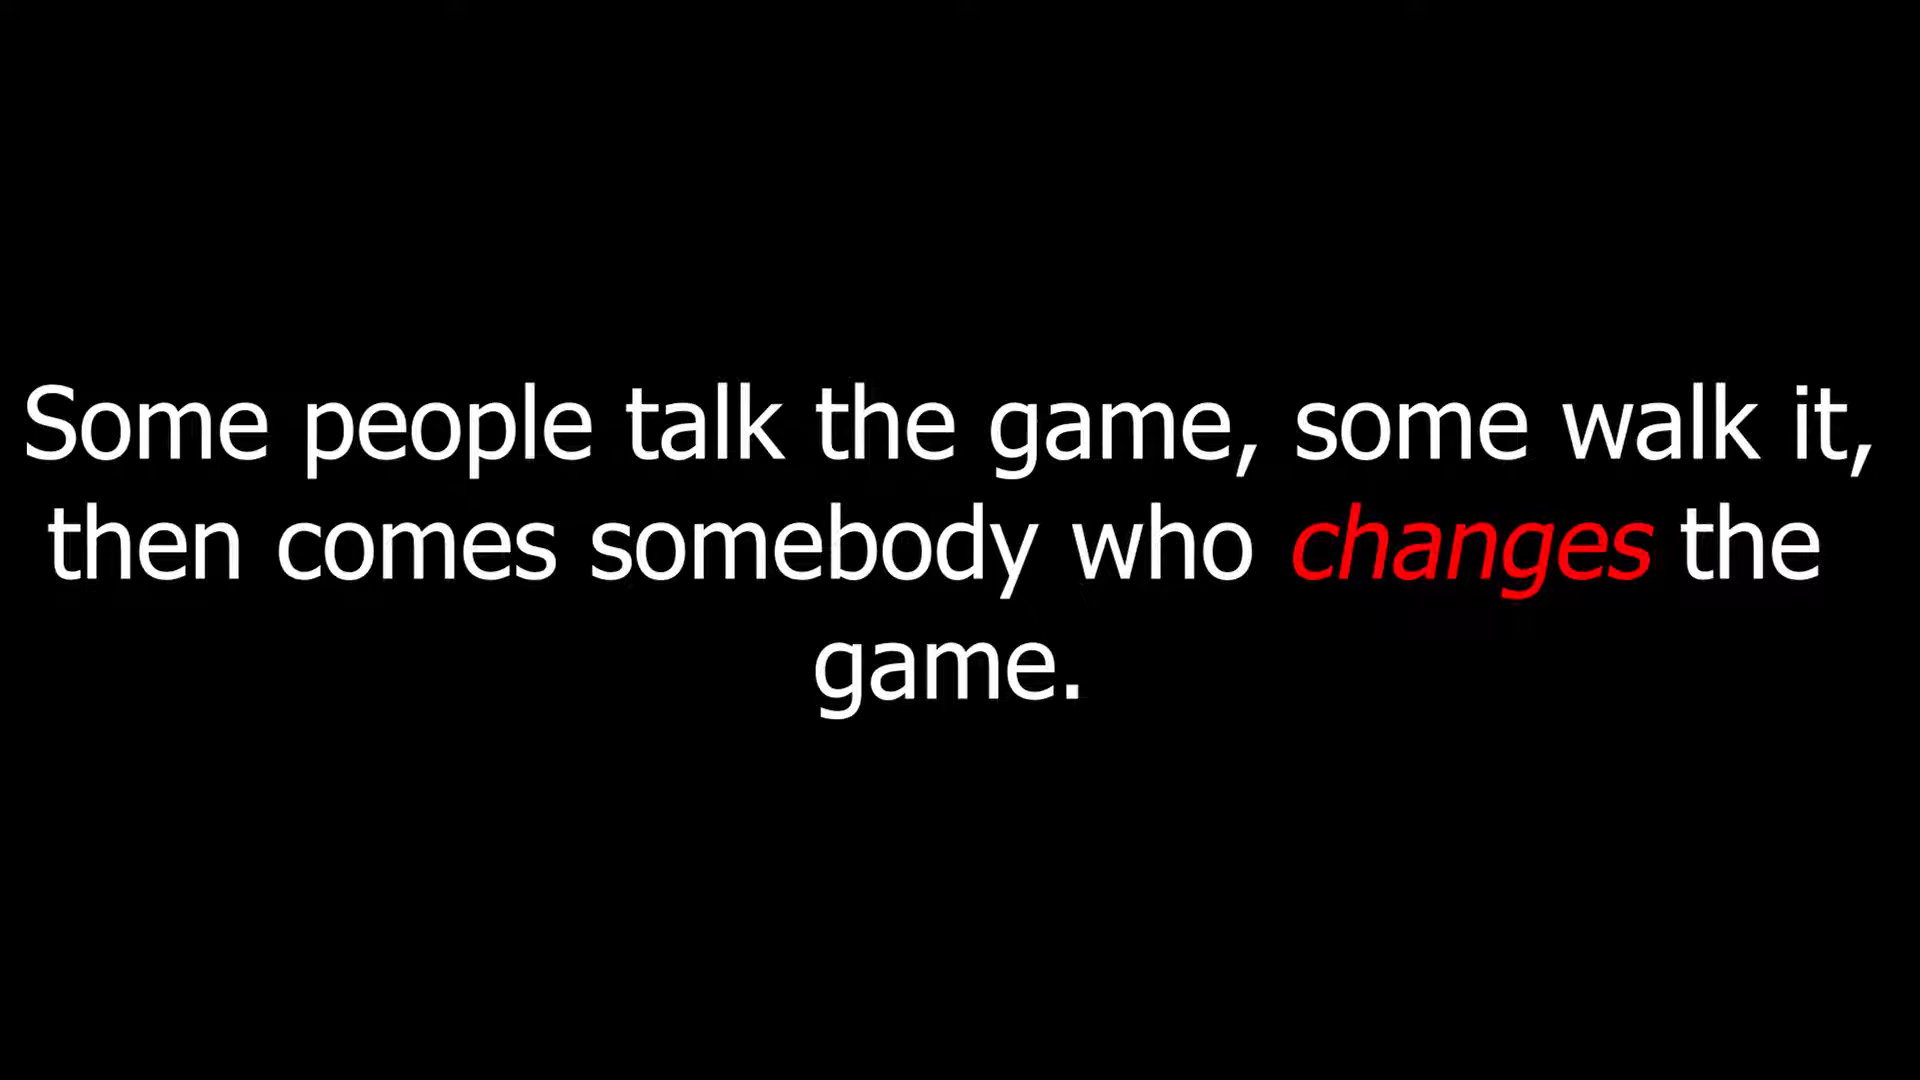 Some people talk the game, some walk it,
then comes somebody who changes the
game.